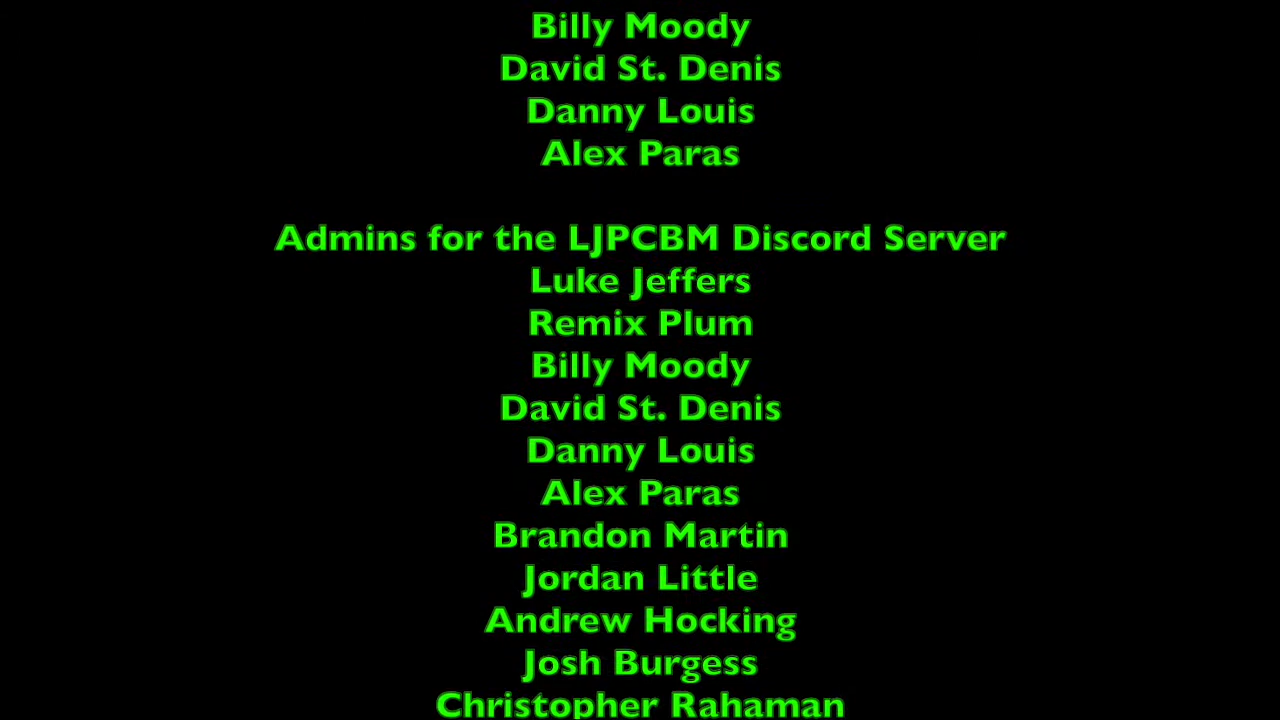 Billy Moody
David St. Denis
Danny Louis
Alex Paras
Admins for the LJPCBM Discord Server
Luke Jeffers
Remix Plum
Billy Moody
David St. Denis
Danny Louis
Alex Paras
Brandon Martin
Jordan Little
Andrew Hocking
Josh Burgess
Christopher Rahaman